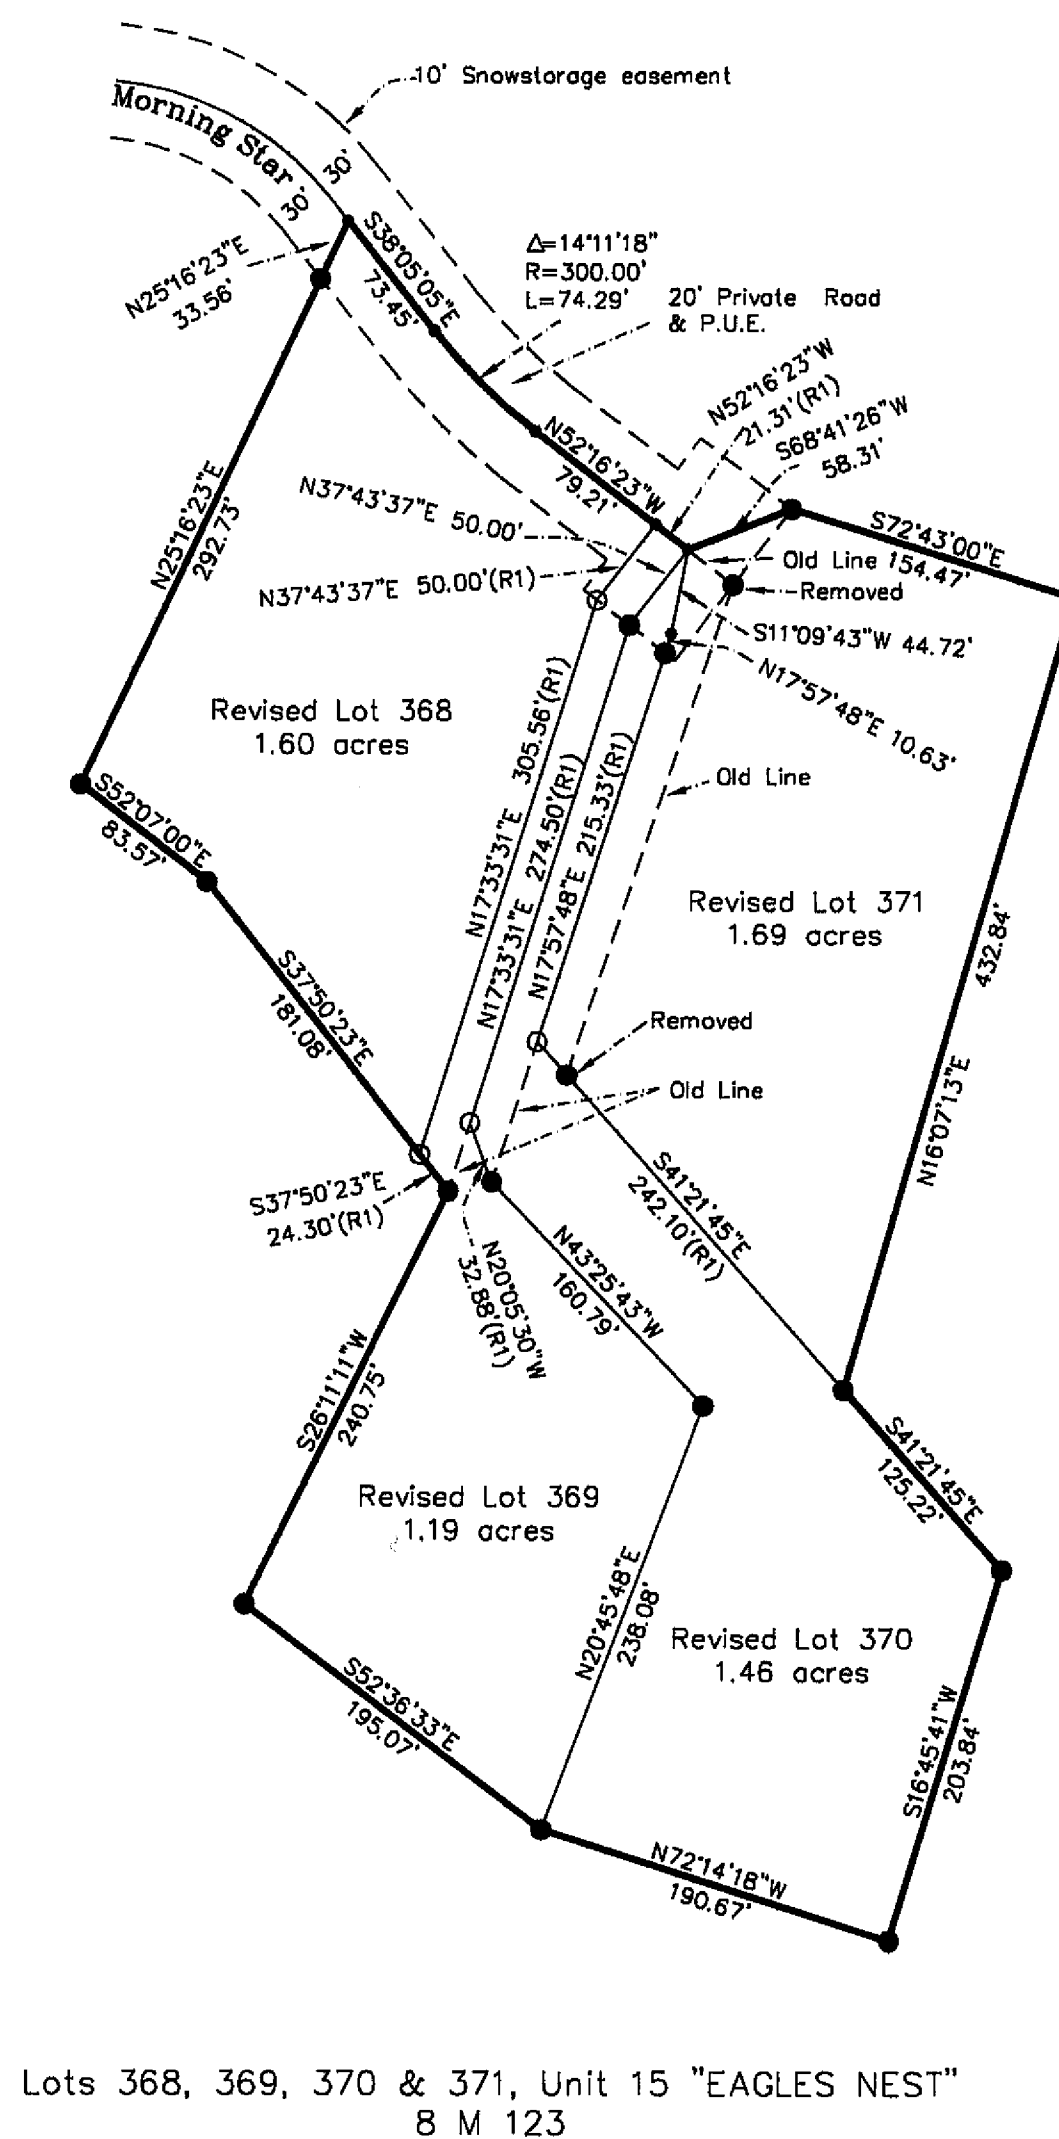 10' Snowstorage easement
Morning Star
30'
30'
N25°16'23"E
33.56'
S38°05'05"E
73.45'
Δ=14°11'18"
R=300.00'
L=74.29'
20' Private Road
& P.U.E.
N52°16'23"W
21.31'(R1)
S68°41'26"W
58.31'
N52°16'23"W
79.21'
N37°43'37"E 50.00'
N37°43'37"E 50.00'(R1)
S72°43'00"E
154.47'
Old Line
Removed
S11°09'43"W 44.72'
N17°57'48"E 10.63'
N25°16'23"E
292.73'
Revised Lot 368
1.60 acres
S52°07'00"E
83.57'
N17°33'31"E 305.56'(R1)
N17°33'31"E 274.50'(R1)
N17°57'48"E 215.33'(R1)
Old Line
Revised Lot 371
1.69 acres
432.84'
N16°07'13"E
S37°50'23"E
181.08'
Removed
Old Line
S37°50'23"E
24.30'(R1)
N20°05'30"W
32.88'(R1)
N43°25'43"W
160.79'
S41°21'45"E
242.10'(R1)
S26°11'11"W
240.75'
S41°21'45"E
125.22'
Revised Lot 369
1.19 acres
N20°45'48"E
238.08'
Revised Lot 370
1.46 acres
S52°36'33"E
195.07'
S16°45'41"W
203.84'
N72°14'18"W
190.67'
Lots 368, 369, 370 & 371, Unit 15 "EAGLES NEST"
8 M 123